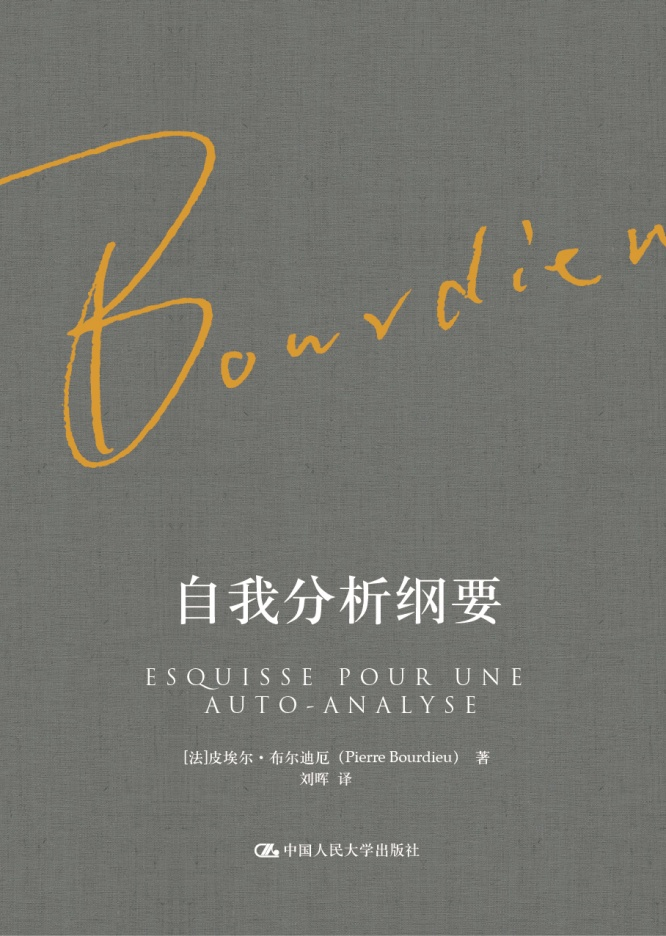 Bourdieu
自我分析纲要
ESQUISSE POUR UNE
AUTO-ANALYSE
[法]皮埃尔·布尔迪厄（Pierre Bourdieu） 著
刘晖 译
中国人民大学出版社